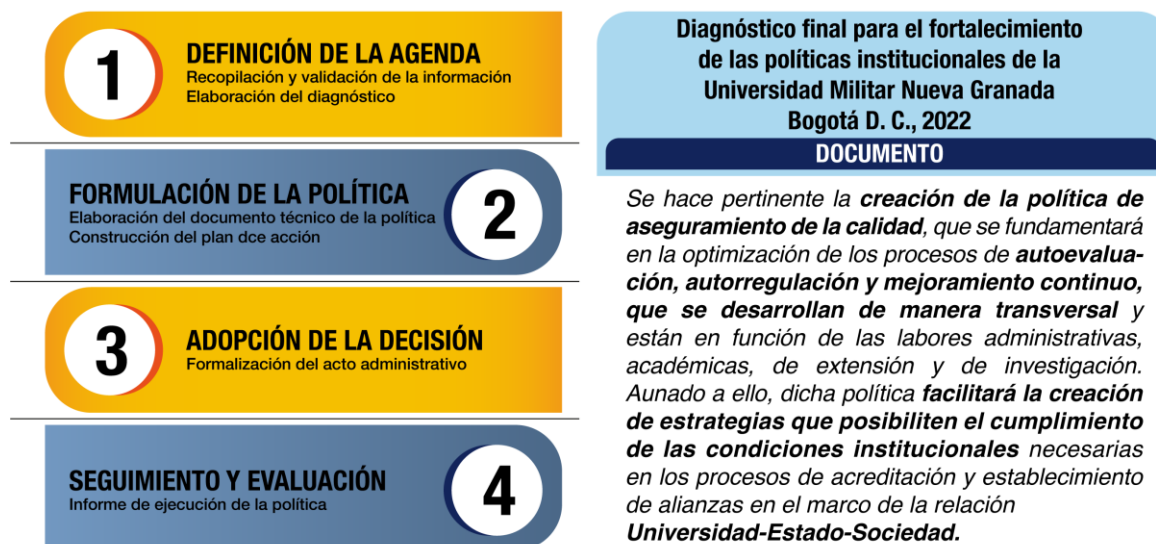 1
DEFINICIÓN DE LA AGENDA
Recopilación y validación de la información
Elaboración del diagnóstico
FORMULACIÓN DE LA POLÍTICA
Elaboración del documento técnico de la política
Construcción del plan dce acción
2
3
ADOPCIÓN DE LA DECISIÓN
Formalización del acto administrativo
SEGUIMIENTO Y EVALUACIÓN
Informe de ejecución de la política
4
Diagnóstico final para el fortalecimiento
de las políticas institucionales de la
Universidad Militar Nueva Granada
Bogotá D. C., 2022
DOCUMENTO
Se hace pertinente la creación de la política de
aseguramiento de la calidad, que se fundamentará
en la optimización de los procesos de autoevalua-
ción, autorregulación y mejoramiento continuo,
que se desarrollan de manera transversal y
están en función de las labores administrativas,
académicas, de extensión y de investigación.
Aunado a ello, dicha política facilitará la creación
de estrategias que posibiliten el cumplimiento
de las condiciones institucionales necesarias
en los procesos de acreditación y establecimiento
de alianzas en el marco de la relación
Universidad-Estado-Sociedad.